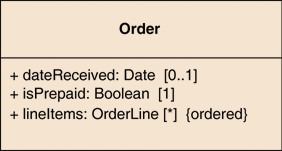 Order
+ dateReceived: Date [0..1]
+ isPrepaid: Boolean [1]
+ lineItems: OrderLine [*] {ordered}